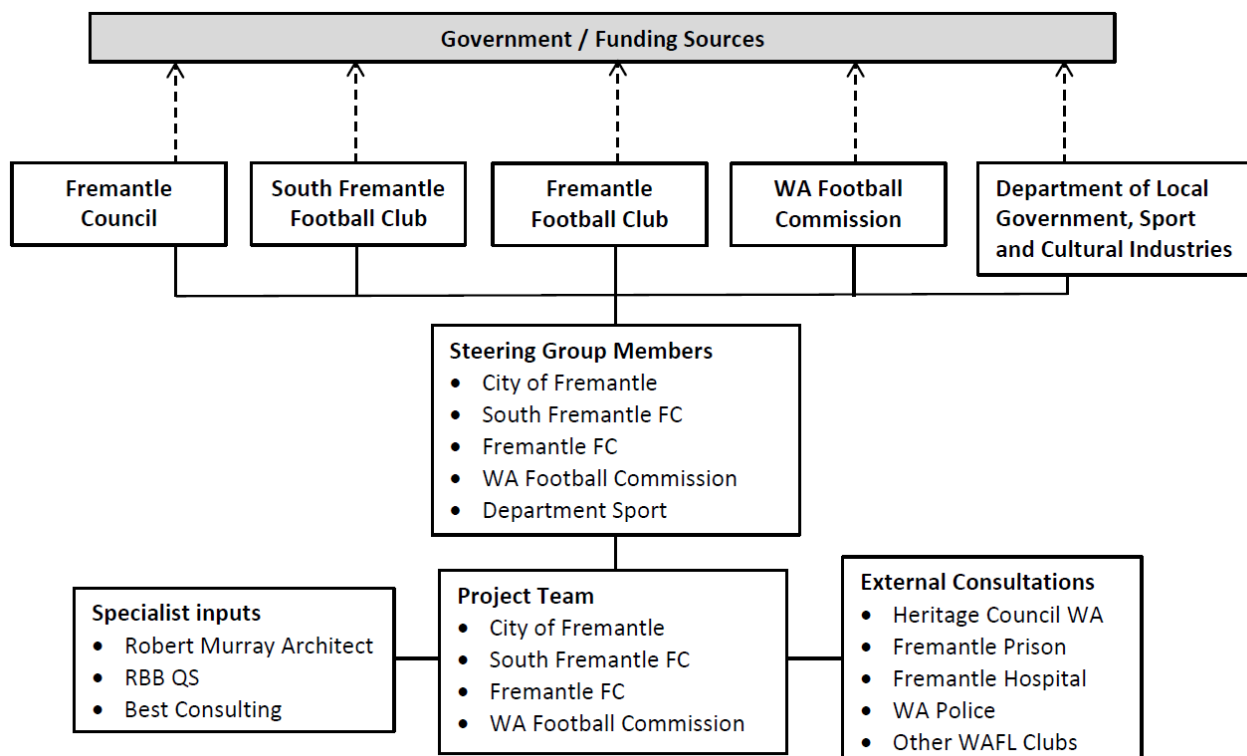 Government / Funding Sources
Fremantle
Council
South Fremantle
Football Club
Fremantle
Football Club
WA Football
Commission
Department of Local
Government, Sport
and Cultural Industries
Steering Group Members
• City of Fremantle
• South Fremantle FC
• Fremantle FC
• WA Football Commission
• Department Sport
Specialist inputs
• Robert Murray Architect
• RBB QS
• Best Consulting
Project Team
• City of Fremantle
• South Fremantle FC
• Fremantle FC
• WA Football Commission
External Consultations
• Heritage Council WA
• Fremantle Prison
• Fremantle Hospital
• WA Police
• Other WAFL Clubs